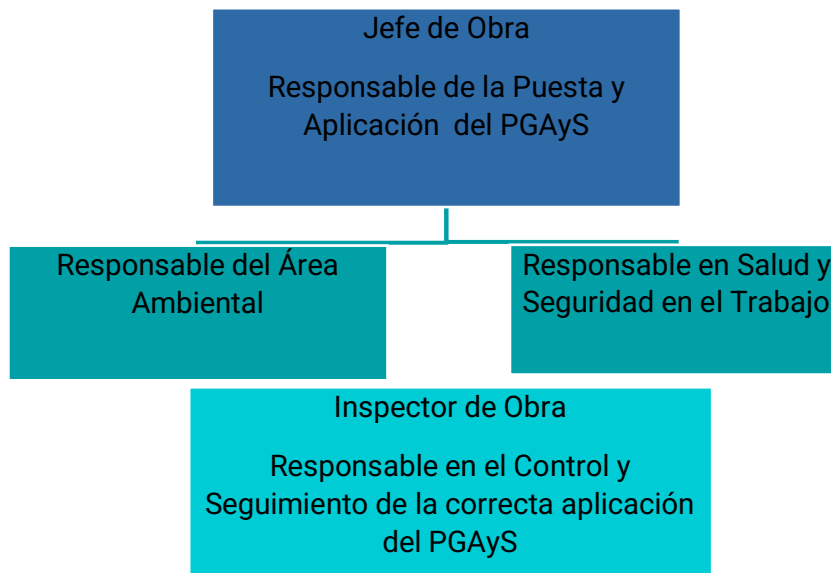 Jefe de Obra
Responsable de la Puesta y
Aplicación del PGAyS
Responsable del Área
Ambiental
Responsable en Salud y
Seguridad en el Trabajo
Inspector de Obra
Responsable en el Control y
Seguimiento de la correcta aplicación
del PGAyS